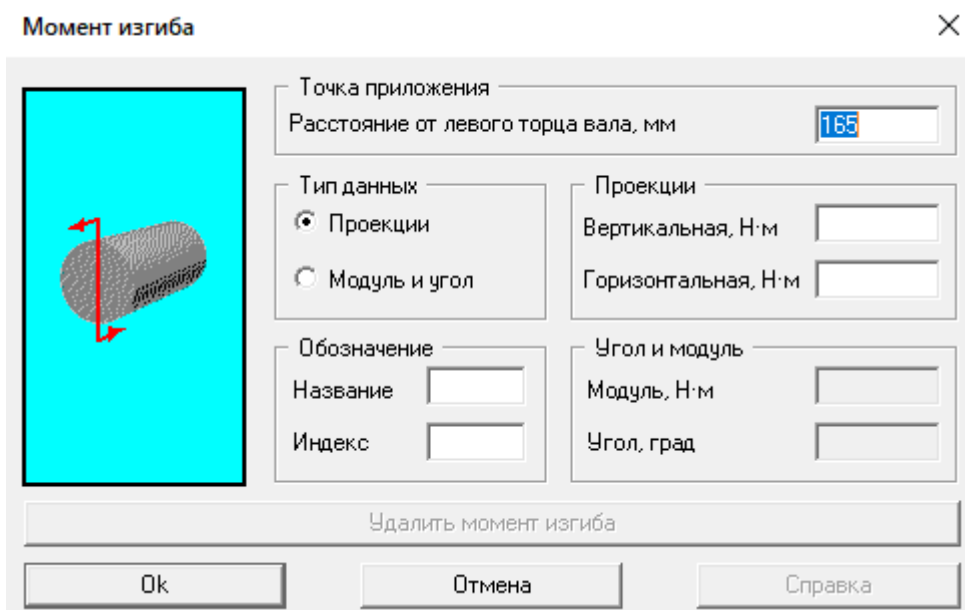 Момент изгиба
Точка приложения
Расстояние от левого торца вала, мм
165
Тип данных
Проекции
Модуль и угол
Проекции
Вертикальная, Н·м
Горизонтальная, Н·м
Обозначение
Название
Индекс
Угол и модуль
Модуль, Н·м
Угол, град
Удалить момент изгиба
Ok
Отмена
Справка